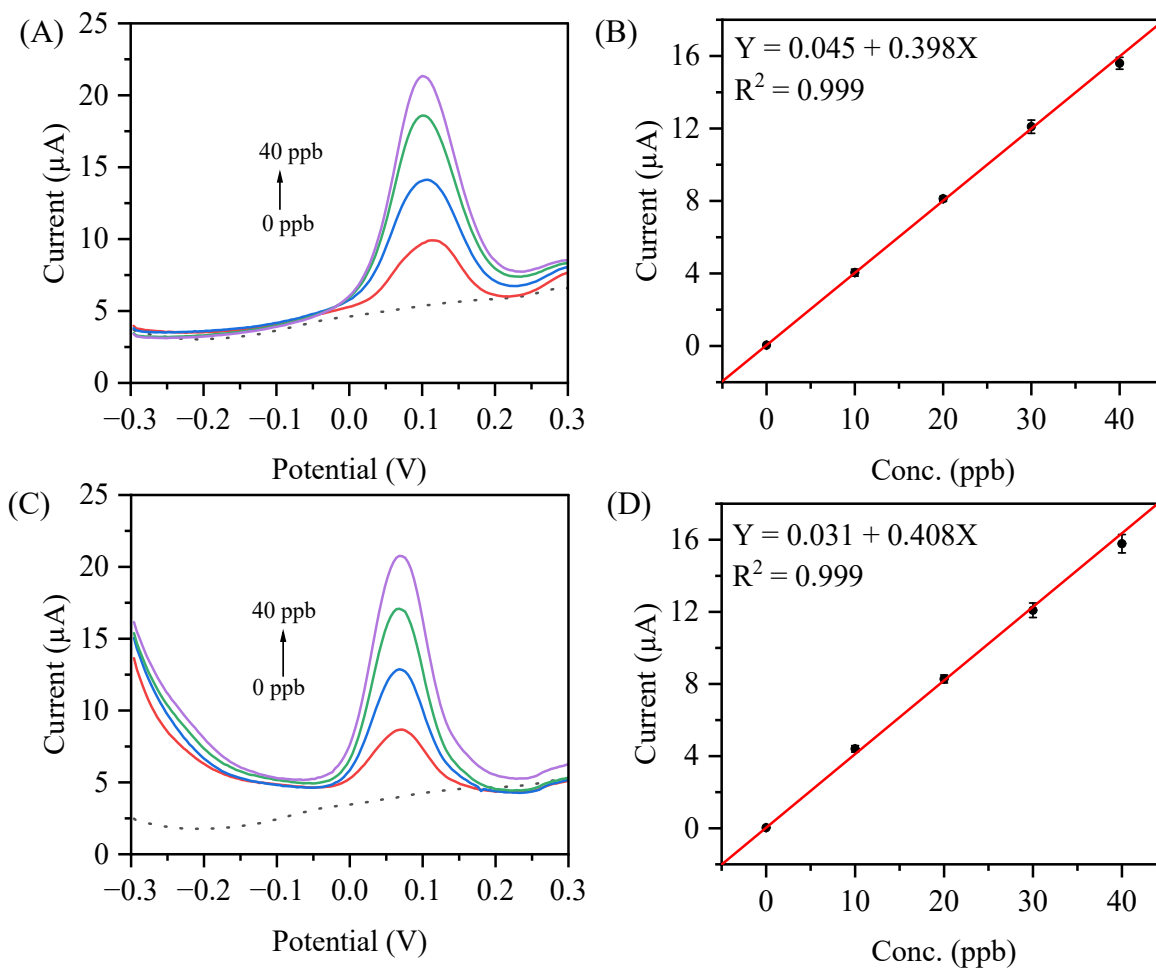 (A)
25
20
15
10
5
0
Current (µA)
40 ppb
0 ppb
−0.3 −0.2 −0.1 0.0 0.1 0.2 0.3
Potential (V)
(B)
Y = 0.045 + 0.398X
R² = 0.999
16
12
8
4
0
Current (µA)
0 10 20 30 40
Conc. (ppb)
(C)
25
20
15
10
5
0
Current (µA)
40 ppb
0 ppb
−0.3 −0.2 −0.1 0.0 0.1 0.2 0.3
Potential (V)
(D)
Y = 0.031 + 0.408X
R² = 0.999
16
12
8
4
0
Current (µA)
0 10 20 30 40
Conc. (ppb)